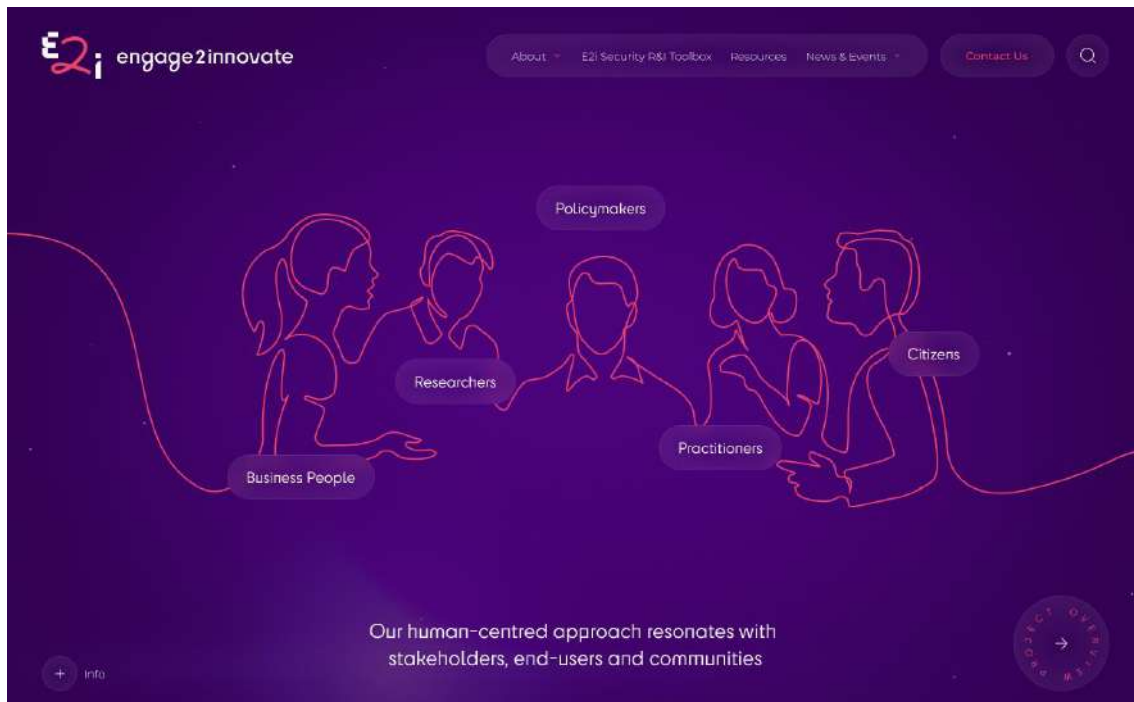 E2i engage2innovate
About E2i Security R&I Toolbox Resources News & Events Contact Us
Policymakers
Citizens
Researchers
Practitioners
Business People
Our human-centred approach resonates with
stakeholders, end-users and communities
PROJECT OVERVIEW
+ Info